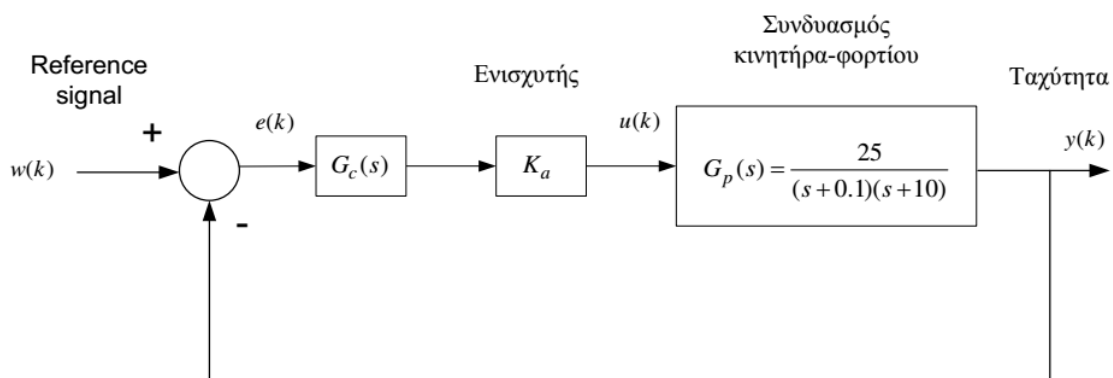 Συνδυασμός
κινητήρα-φορτίου
Reference
signal
Ενισχυτής
Ταχύτητα
+
e(k)
u(k)
y(k)
w(k)
G_c(s)
K_a
G_p(s) = 25 / (s+0.1)(s+10)
-